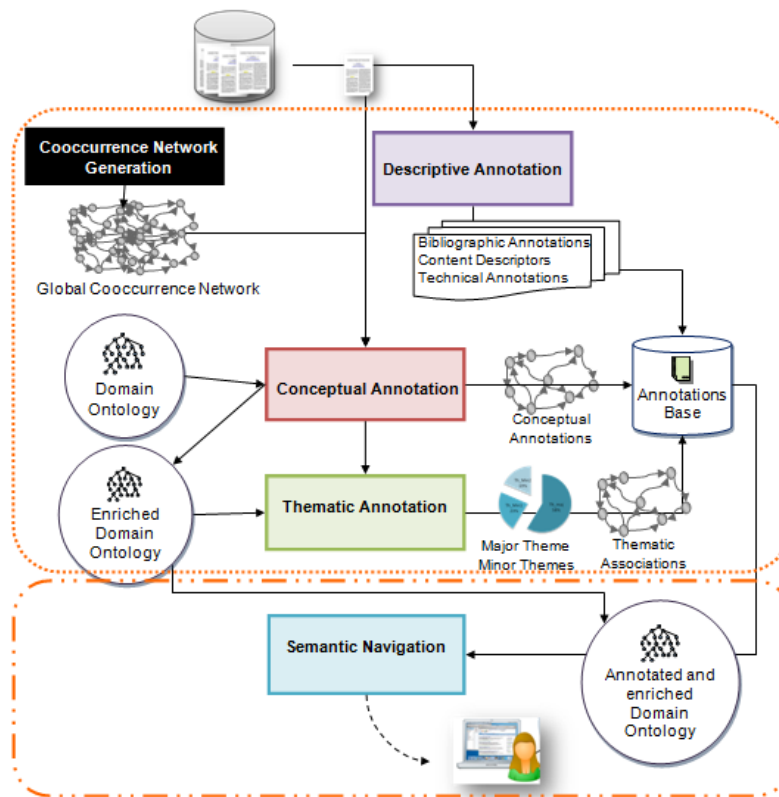 Cooccurrence Network
Generation
Descriptive Annotation
Bibliographic Annotations
Content Descriptors
Technical Annotations
Global Cooccurrence Network
Domain
Ontology
Conceptual Annotation
Conceptual
Annotations
Annotations
Base
Enriched
Domain
Ontology
Thematic Annotation
Major Theme
Minor Themes
Thematic
Associations
Semantic Navigation
Annotated and
enriched
Domain
Ontology